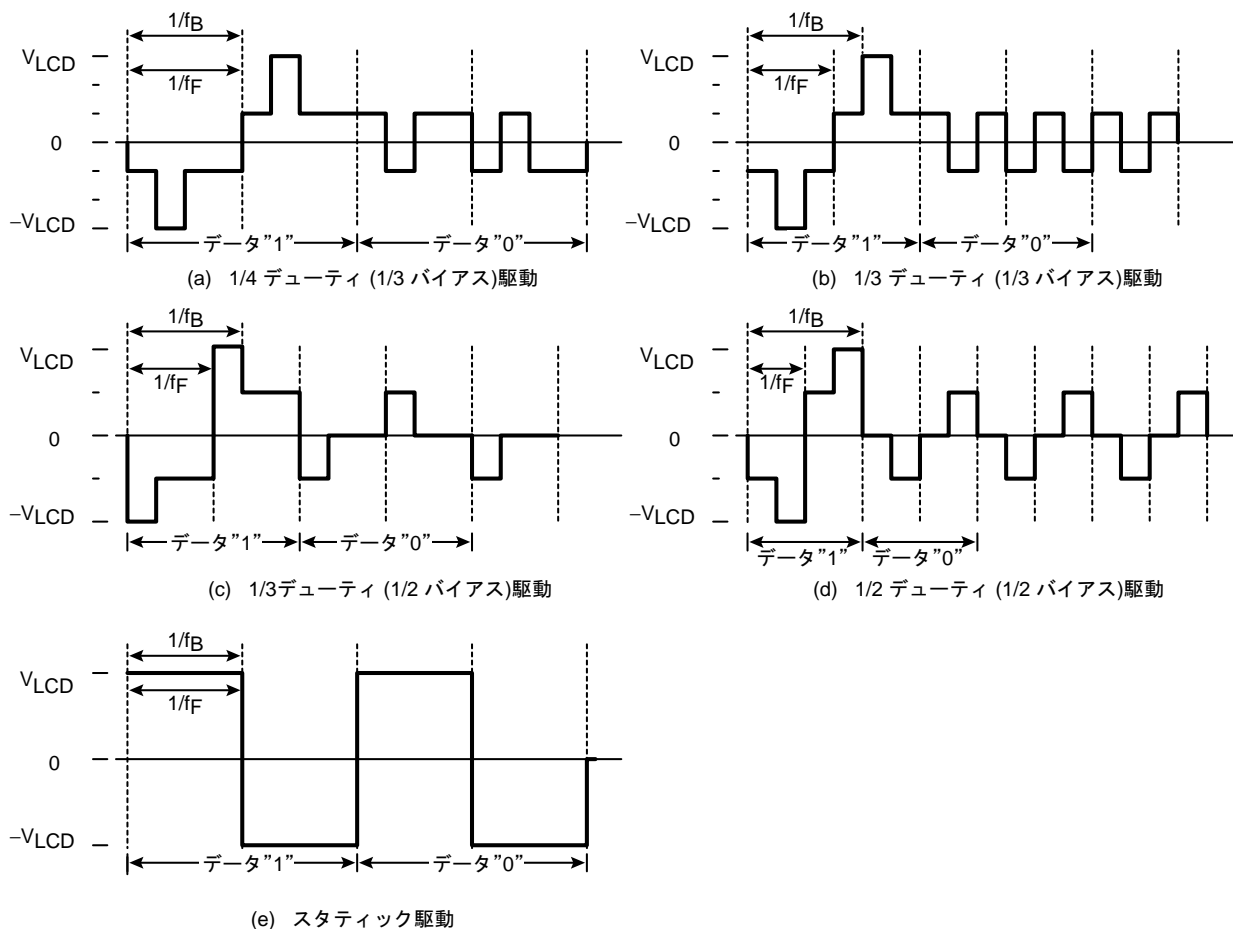 1/fB
VLCD
1/fF
0
–VLCD
データ”1”
データ”0”
(a) 1/4 デューティ (1/3 バイアス)駆動
1/fB
VLCD
1/fF
0
–VLCD
データ”1”
データ”0”
(b) 1/3 デューティ (1/3 バイアス)駆動
1/fB
VLCD
1/fF
0
–VLCD
データ”1”
データ”0”
(c) 1/3デューティ (1/2 バイアス)駆動
1/fB
VLCD
1/fF
0
–VLCD
データ”1”
データ”0”
(d) 1/2 デューティ (1/2 バイアス)駆動
1/fB
VLCD
1/fF
0
–VLCD
データ”1”
データ”0”
(e) スタティック駆動